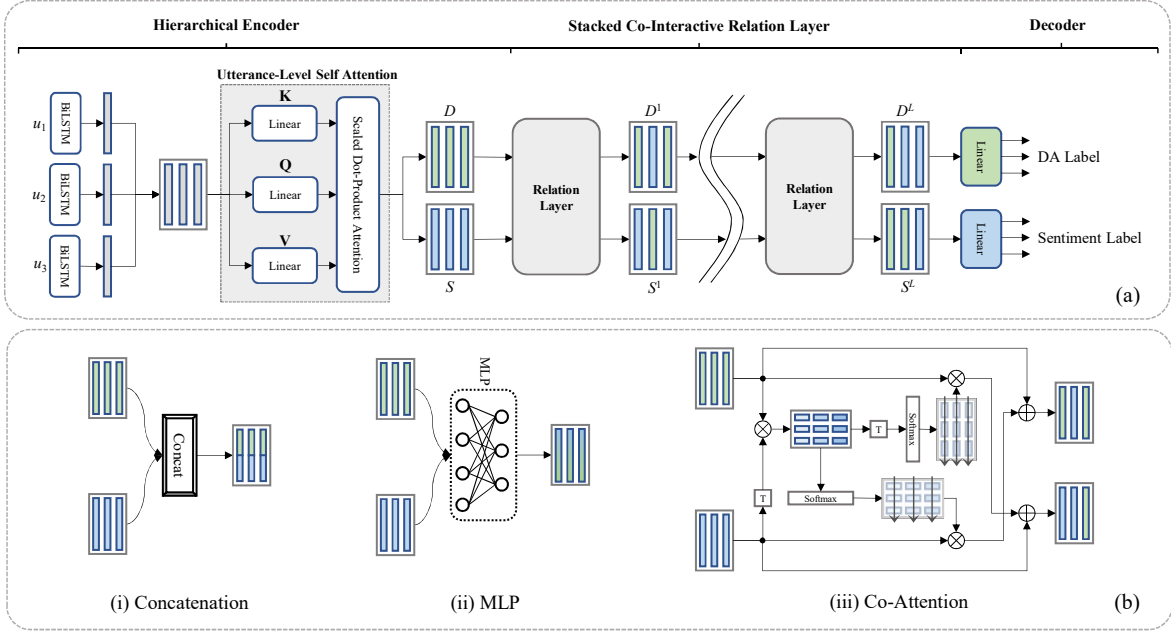 Hierarchical Encoder
Stacked Co-Interactive Relation Layer
Decoder
Utterance-Level Self Attention
u1
BiLSTM
u2
BiLSTM
u3
BiLSTM
K
Linear
Q
Linear
V
Linear
Scaled Dot-Product Attention
D
S
Relation
Layer
D1
S1
Relation
Layer
DL
SL
Linear
DA Label
Linear
Sentiment Label
(a)
Concat
(i) Concatenation
MLP
(ii) MLP
T
T
Softmax
Softmax
(iii) Co-Attention
(b)